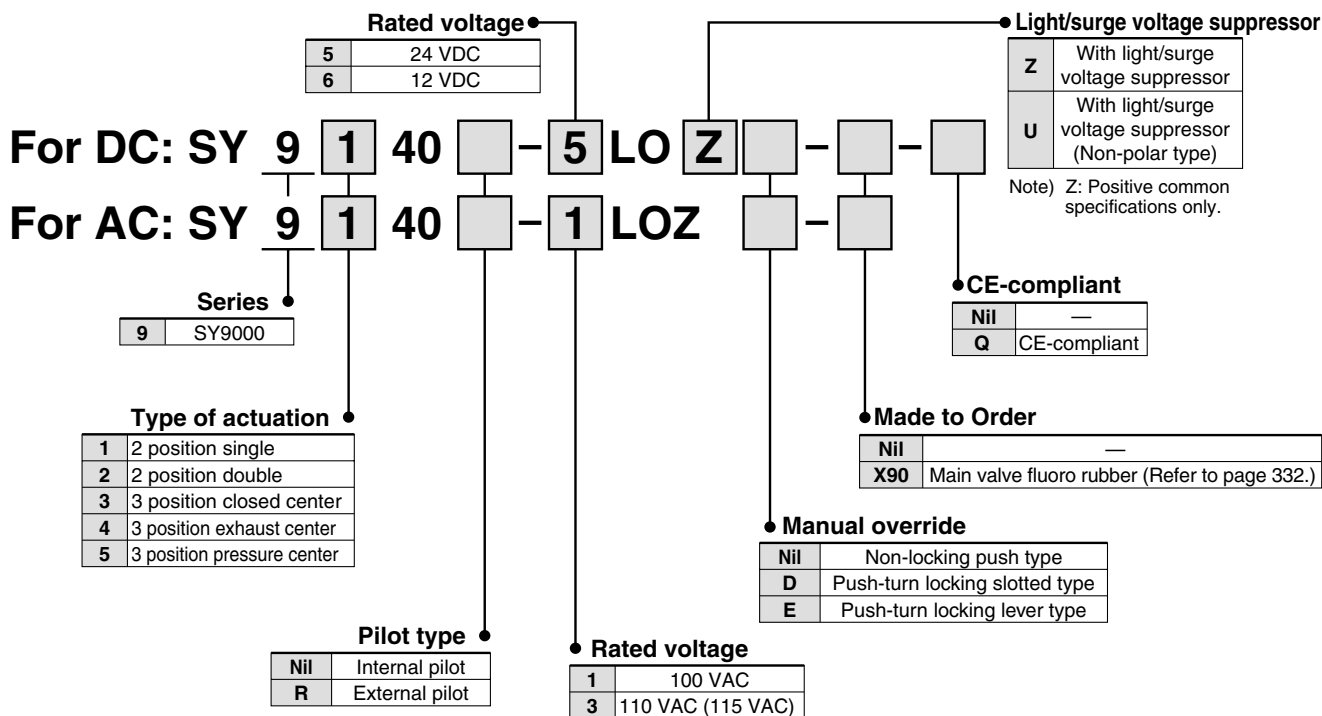 Rated voltage
5 24 VDC
6 12 VDC
Light/surge voltage suppressor
Z With light/surge
voltage suppressor
U With light/surge
voltage suppressor
(Non-polar type)
Note) Z: Positive common
specifications only.
For DC: SY 9 1 40 – 5 LO Z – –
For AC: SY 9 1 40 – 1 LOZ –
Series
9 SY9000
CE-compliant
Nil —
Q CE-compliant
Type of actuation
1 2 position single
2 2 position double
3 3 position closed center
4 3 position exhaust center
5 3 position pressure center
Made to Order
Nil —
X90 Main valve fluoro rubber (Refer to page 332.)
Manual override
Nil Non-locking push type
D Push-turn locking slotted type
E Push-turn locking lever type
Pilot type
Nil Internal pilot
R External pilot
Rated voltage
1 100 VAC
3 110 VAC (115 VAC)